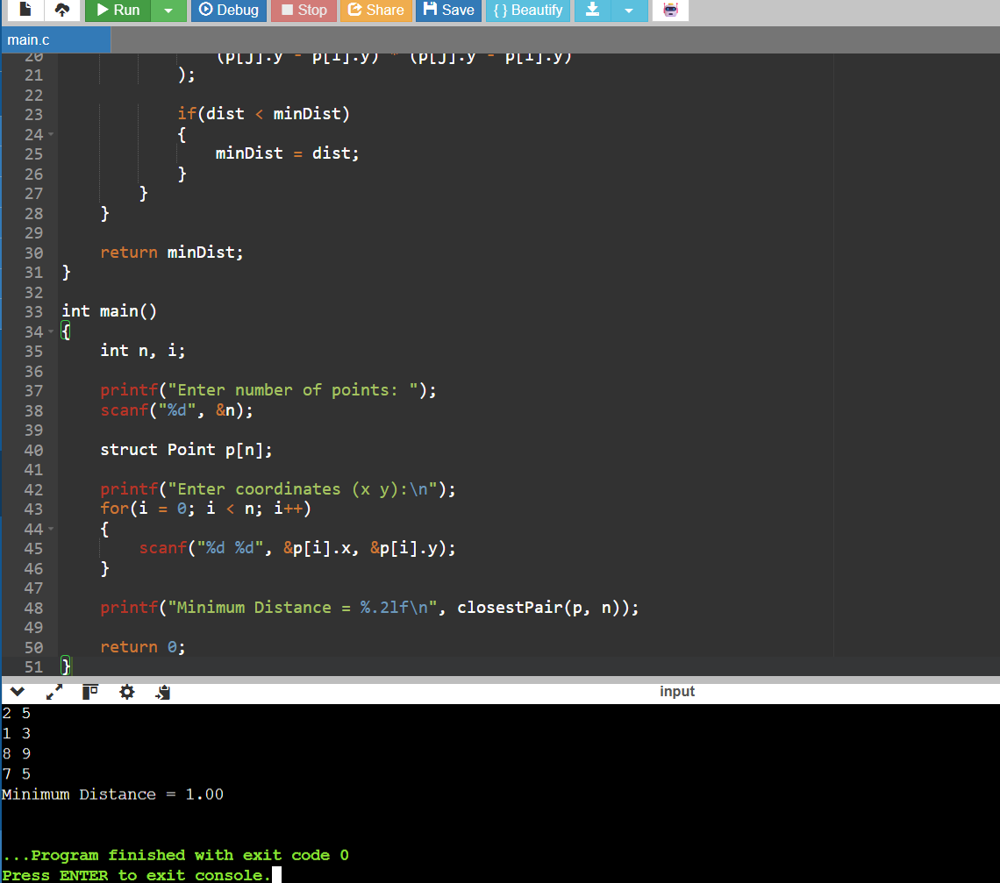 Run Debug Stop Share Save { } Beautify
main.c
20 (p[j].y - p[i].y) * (p[j].y - p[i].y)
21 );
22
23 if(dist < minDist)
24 {
25 minDist = dist;
26 }
27 }
28 }
29
30 return minDist;
31 }
32
33 int main()
34 {
35 int n, i;
36
37 printf("Enter number of points: ");
38 scanf("%d", &n);
39
40 struct Point p[n];
41
42 printf("Enter coordinates (x y):\n");
43 for(i = 0; i < n; i++)
44 {
45 scanf("%d %d", &p[i].x, &p[i].y);
46 }
47
48 printf("Minimum Distance = %.2lf\n", closestPair(p, n));
49
50 return 0;
51 }
input
2 5
1 3
8 9
7 5
Minimum Distance = 1.00
...Program finished with exit code 0
Press ENTER to exit console.